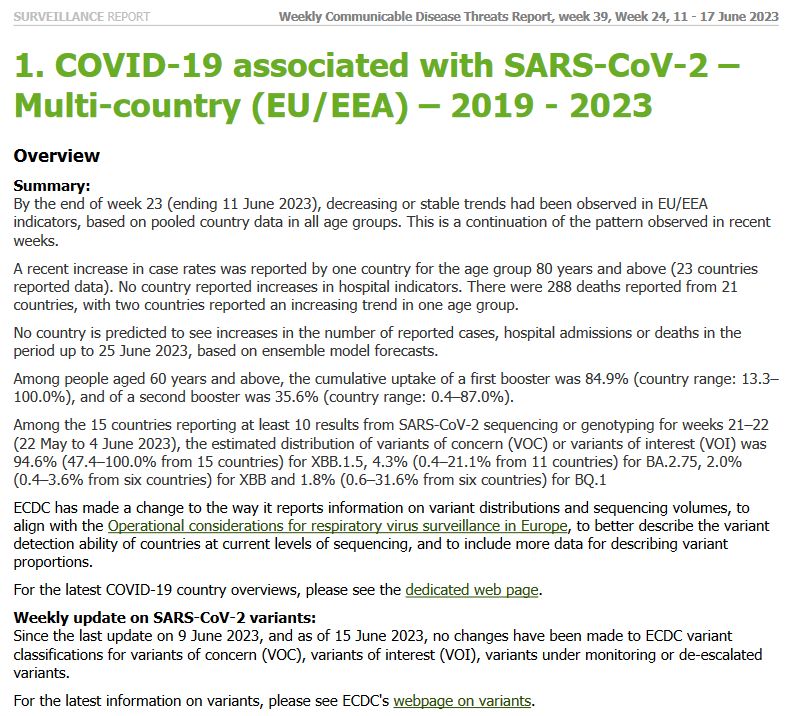 SURVEILLANCE REPORT Weekly Communicable Disease Threats Report, week 39, Week 24, 11 - 17 June 2023
1. COVID-19 associated with SARS-CoV-2 –
Multi-country (EU/EEA) – 2019 - 2023
Overview
Summary:
By the end of week 23 (ending 11 June 2023), decreasing or stable trends had been observed in EU/EEA
indicators, based on pooled country data in all age groups. This is a continuation of the pattern observed in recent
weeks.
A recent increase in case rates was reported by one country for the age group 80 years and above (23 countries
reported data). No country reported increases in hospital indicators. There were 288 deaths reported from 21
countries, with two countries reported an increasing trend in one age group.
No country is predicted to see increases in the number of reported cases, hospital admissions or deaths in the
period up to 25 June 2023, based on ensemble model forecasts.
Among people aged 60 years and above, the cumulative uptake of a first booster was 84.9% (country range: 13.3–
100.0%), and of a second booster was 35.6% (country range: 0.4–87.0%).
Among the 15 countries reporting at least 10 results from SARS-CoV-2 sequencing or genotyping for weeks 21–22
(22 May to 4 June 2023), the estimated distribution of variants of concern (VOC) or variants of interest (VOI) was
94.6% (47.4–100.0% from 15 countries) for XBB.1.5, 4.3% (0.4–21.1% from 11 countries) for BA.2.75, 2.0%
(0.4–3.6% from six countries) for XBB and 1.8% (0.6–31.6% from six countries) for BQ.1
ECDC has made a change to the way it reports information on variant distributions and sequencing volumes, to
align with the Operational considerations for respiratory virus surveillance in Europe, to better describe the variant
detection ability of countries at current levels of sequencing, and to include more data for describing variant
proportions.
For the latest COVID-19 country overviews, please see the dedicated web page.
Weekly update on SARS-CoV-2 variants:
Since the last update on 9 June 2023, and as of 15 June 2023, no changes have been made to ECDC variant
classifications for variants of concern (VOC), variants of interest (VOI), variants under monitoring or de-escalated
variants.
For the latest information on variants, please see ECDC's webpage on variants.